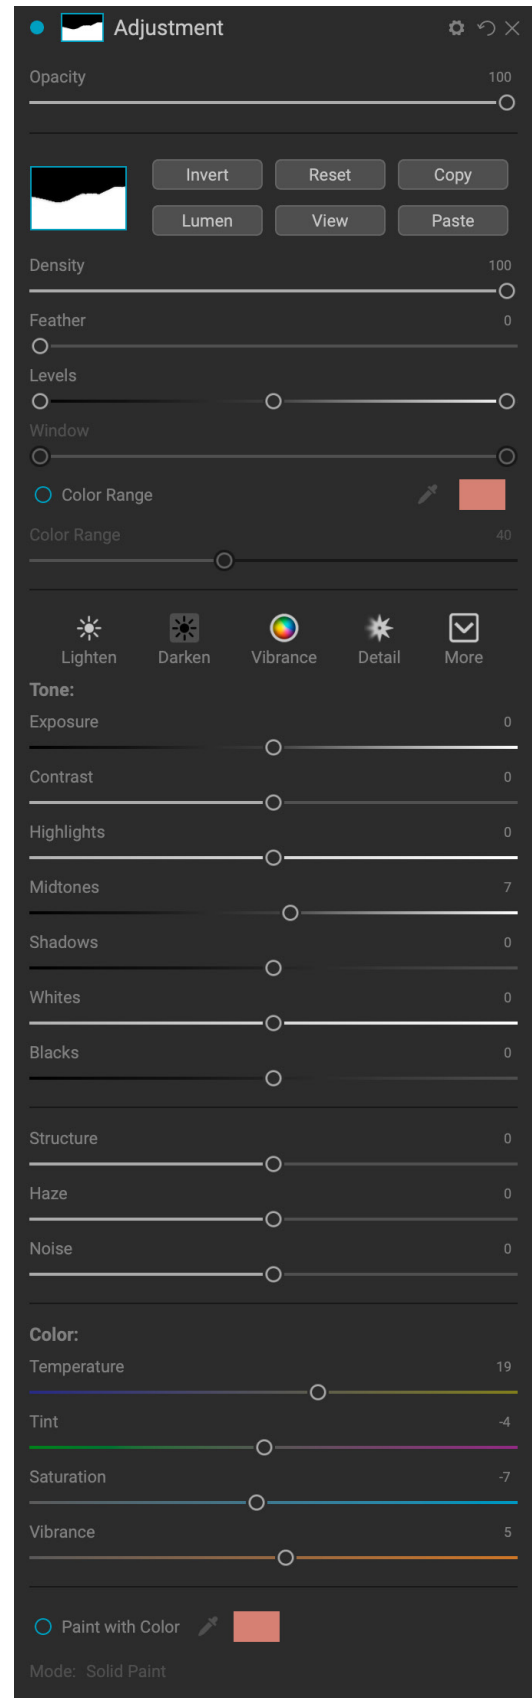 Adjustment
Opacity 100
Invert Reset Copy
Lumen View Paste
Density 100
Feather 0
Levels
Window
Color Range
Color Range 40
Lighten Darken Vibrance Detail More
Tone:
Exposure 0
Contrast 0
Highlights 0
Midtones 7
Shadows 0
Whites 0
Blacks 0
Structure 0
Haze 0
Noise 0
Color:
Temperature 19
Tint -4
Saturation -7
Vibrance 5
Paint with Color
Mode: Solid Paint